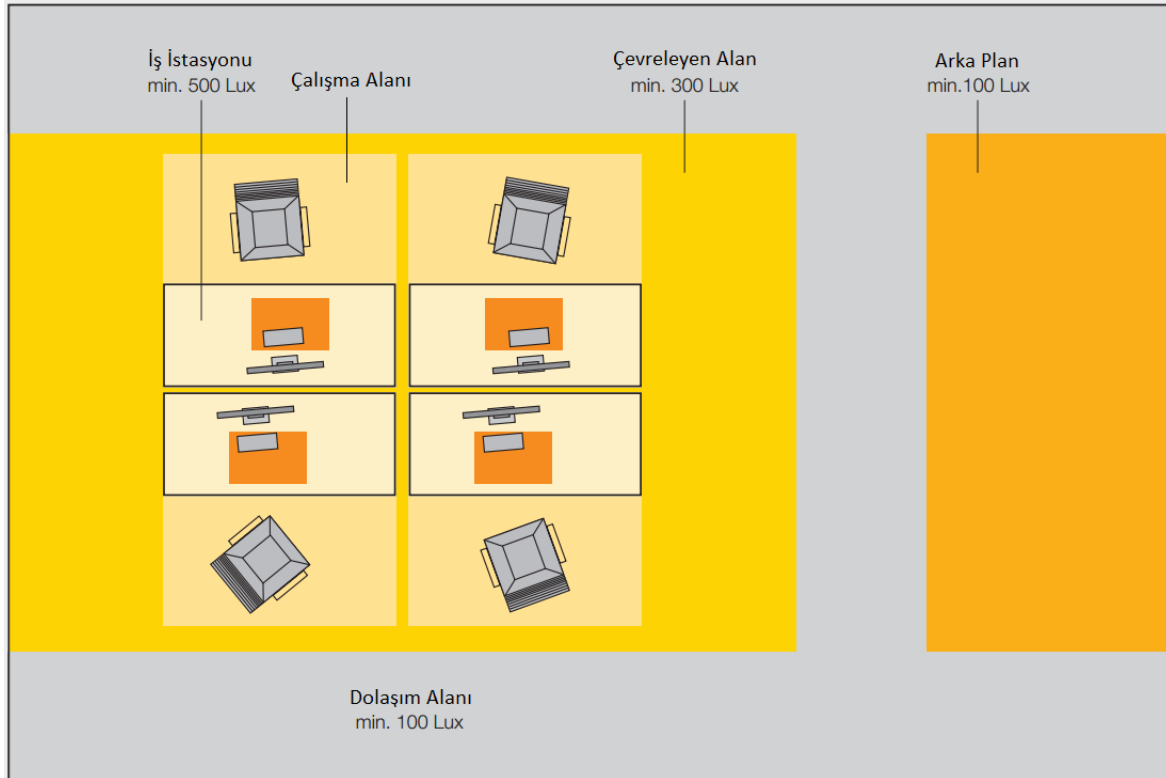 İş İstasyonu
min. 500 Lux
Çalışma Alanı
Çevreleyen Alan
min. 300 Lux
Arka Plan
min.100 Lux
Dolaşım Alanı
min. 100 Lux